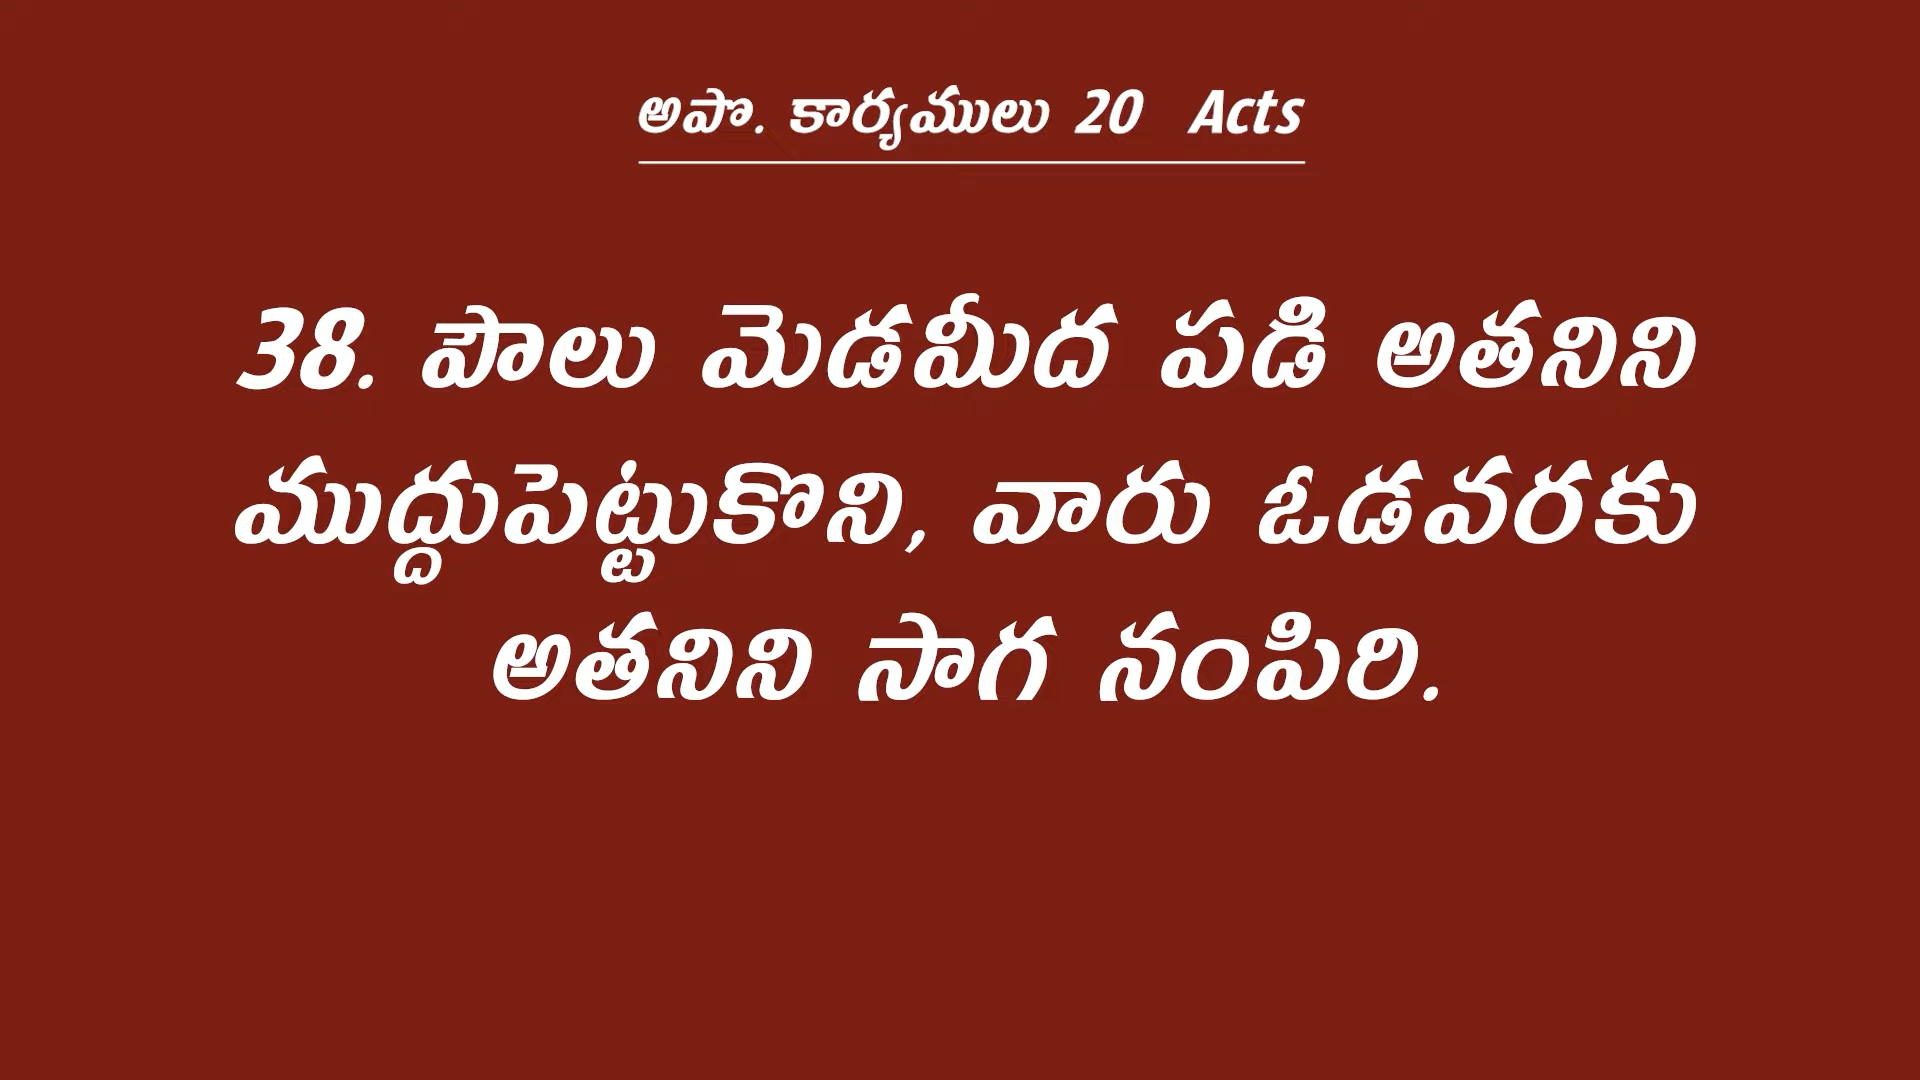 అపొ. కార్యములు 20 Acts
38. పౌలు మెడమీద పడి అతనిని
ముద్దుపెట్టుకొని, వారు ఓడవరకు
అతనిని సాగ నంపిరి.